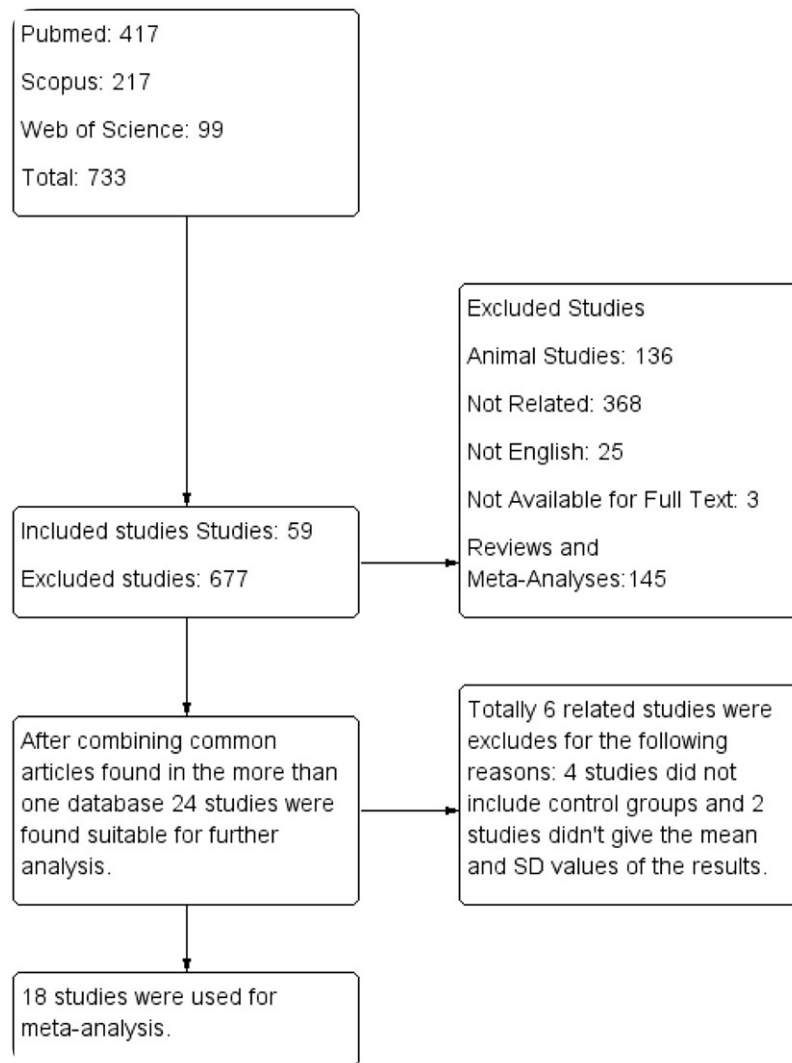 Pubmed: 417
Scopus: 217
Web of Science: 99
Total: 733
Excluded Studies
Animal Studies: 136
Not Related: 368
Not English: 25
Not Available for Full Text: 3
Reviews and
Meta-Analyses:145
Included studies Studies: 59
Excluded studies: 677
After combining common
articles found in the more than
one database 24 studies were
found suitable for further
analysis.
Totally 6 related studies were
excludes for the following
reasons: 4 studies did not
include control groups and 2
studies didn't give the mean
and SD values of the results.
18 studies were used for
meta-analysis.